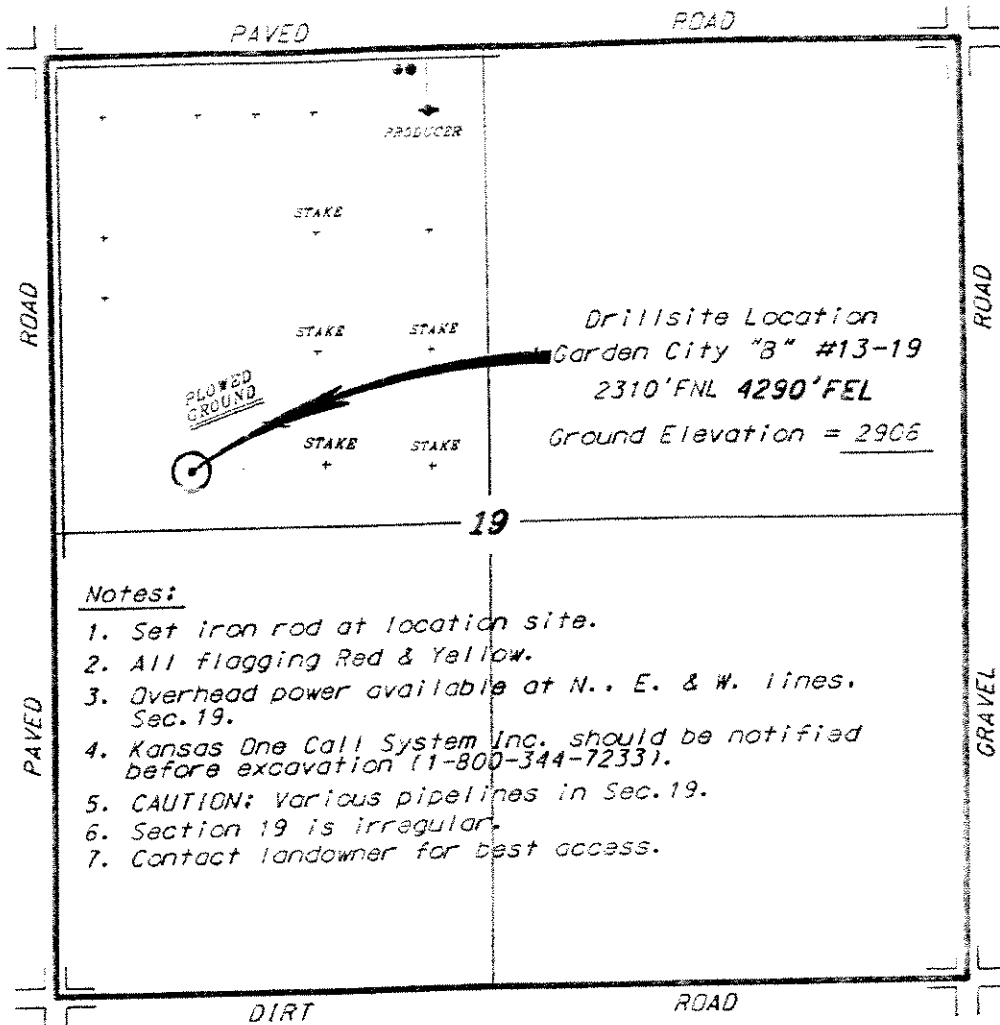 PAVED ROAD
PRODUCER
STAKE
ROAD
ROAD
STAKE STAKE
Drillsite Location
Garden City "B" #13-19
2310'FNL 4290'FEL
PLOWED
GROUND
Ground Elevation =
STAKE STAKE
19
Notes:
1. Set iron rod at location site.
2. All flagging Red & Yellow.
3. Overhead power available at N., E. & W. lines,
Sec.19.
4. Kansas One Call System Inc. should be notified
before excavation (1-800-344-7233).
5. CAUTION: Various pipelines in Sec.19.
6. Section 19 is irregular.
7. Contact landowner for best access.
PAVED
GRAVEL
DIRT ROAD